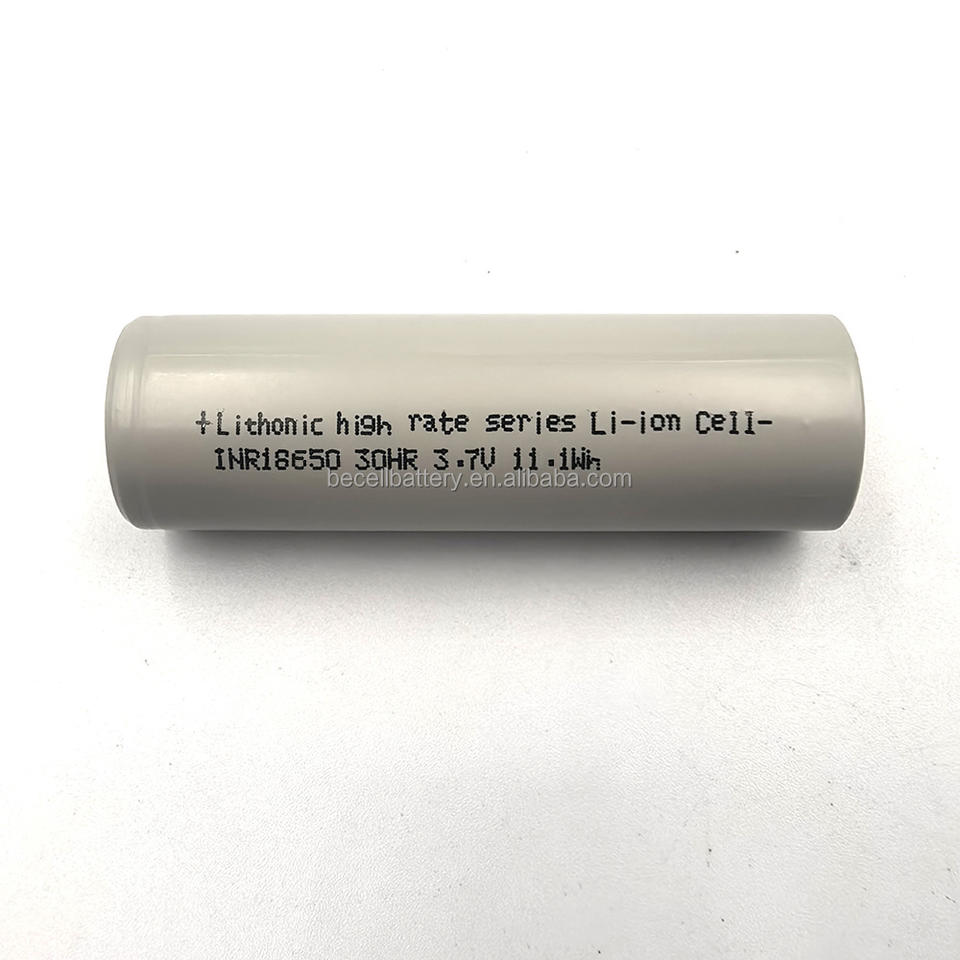 +Lithonic high rate series Li-ion Cell-
INR18650 30HR 3.7V 11.1Wh
becellbattery.en.alibaba.com